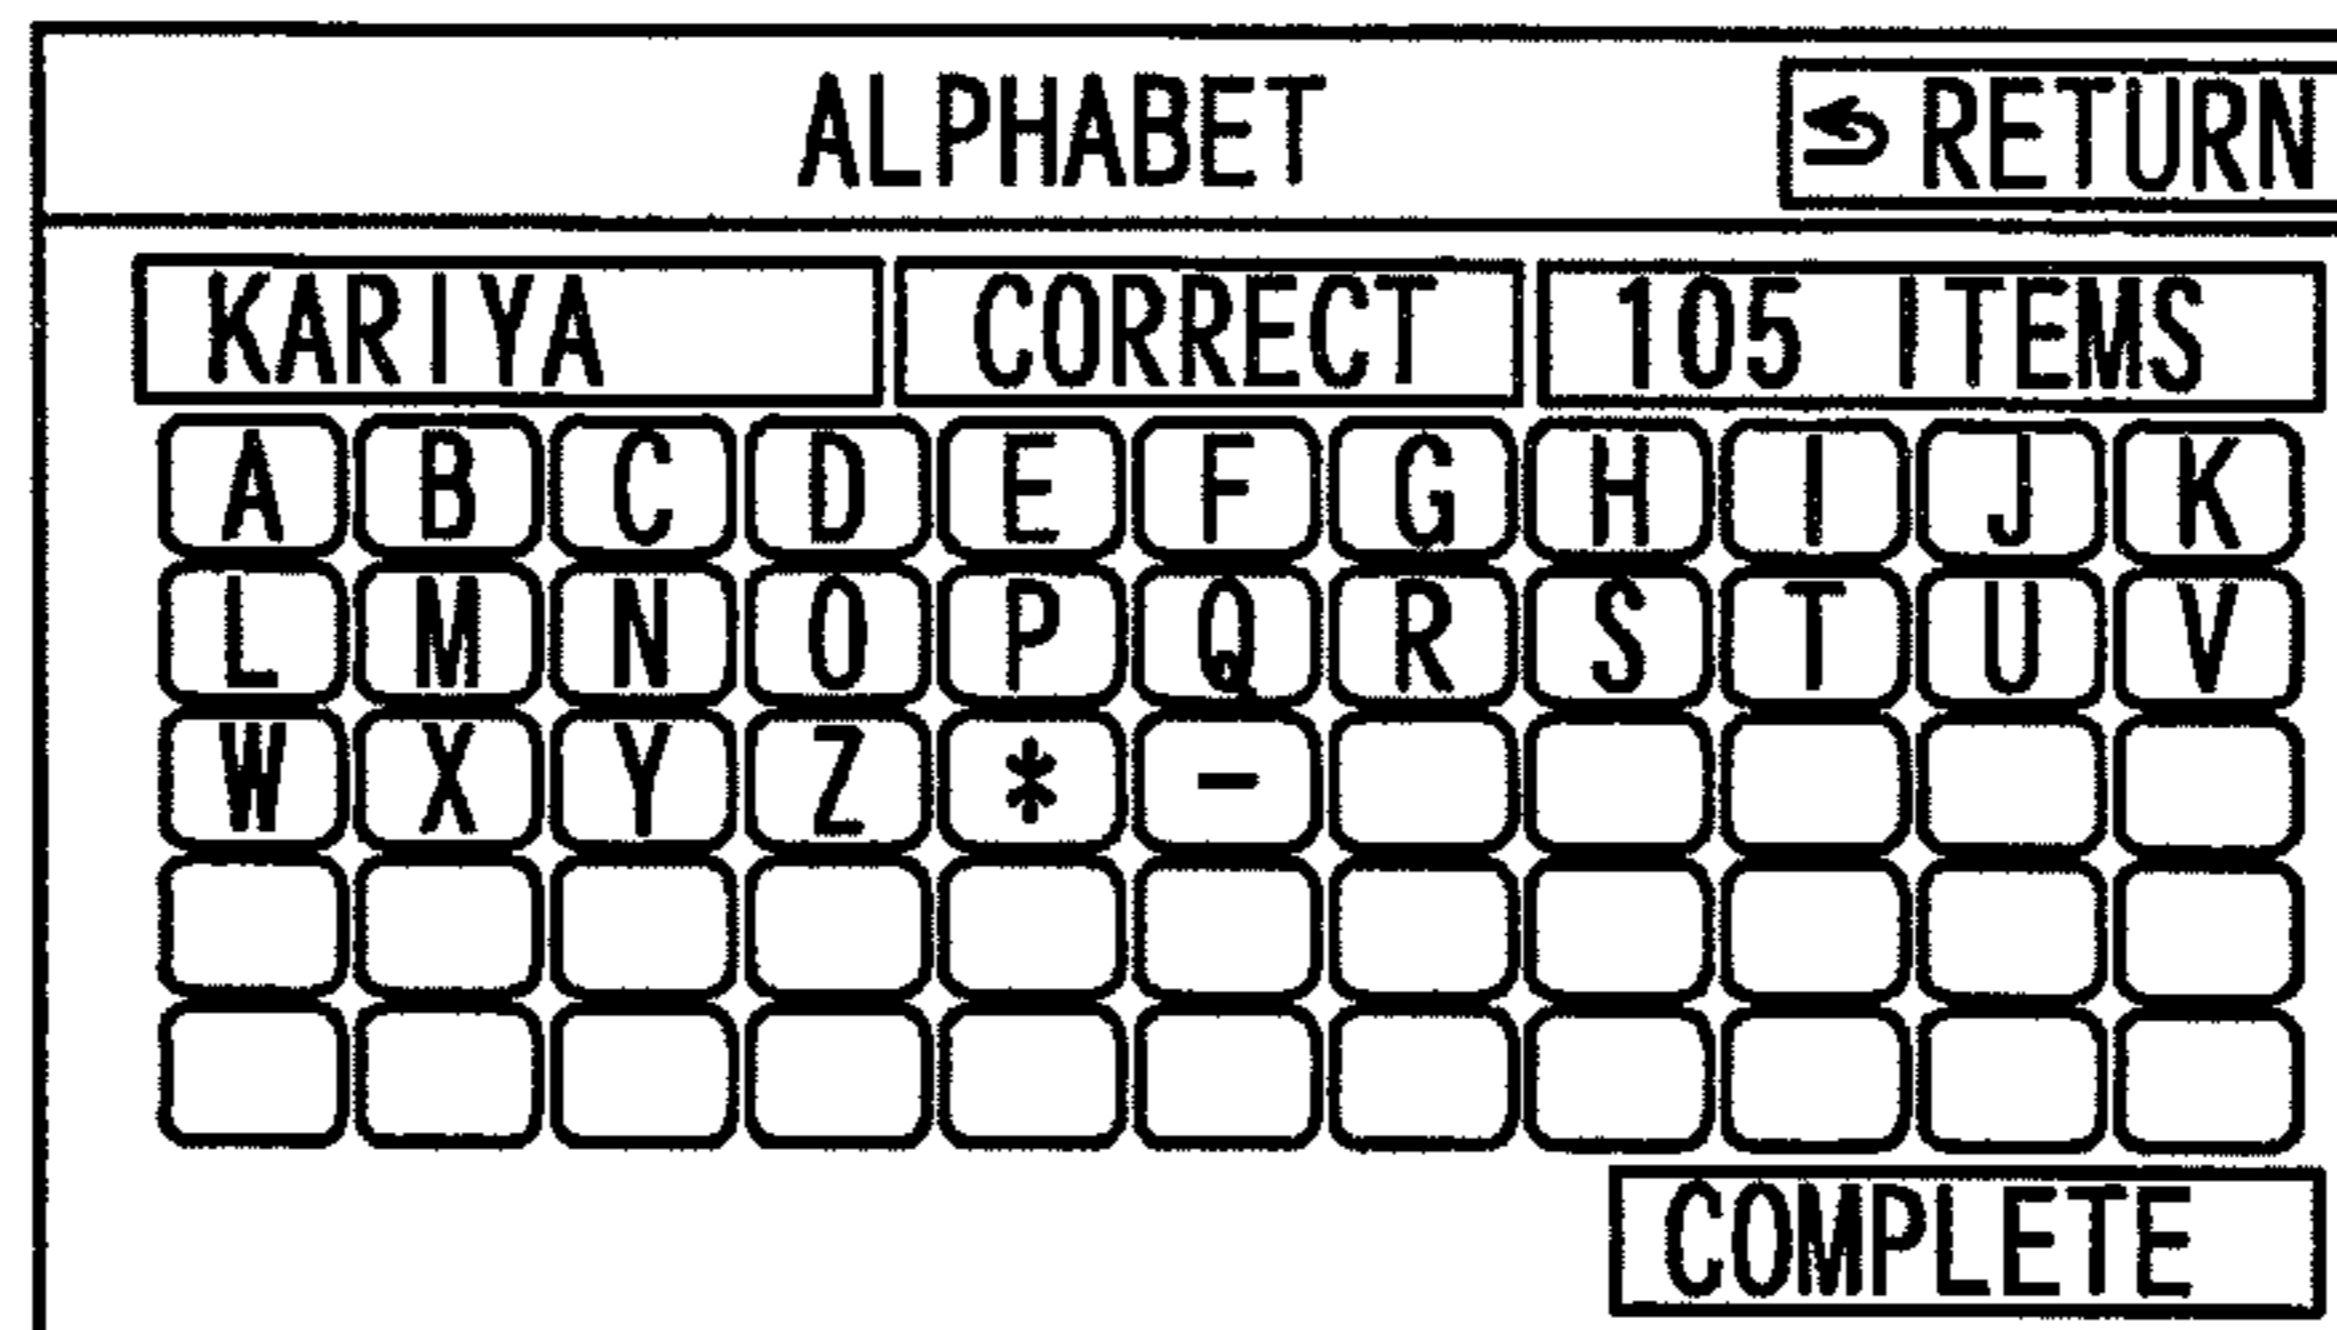 ALPHABET RETURN
KARIYA CORRECT 105 ITEMS
A B C D E F G H I J K
L M N O P Q R S T U V
W X Y Z * -
COMPLETE